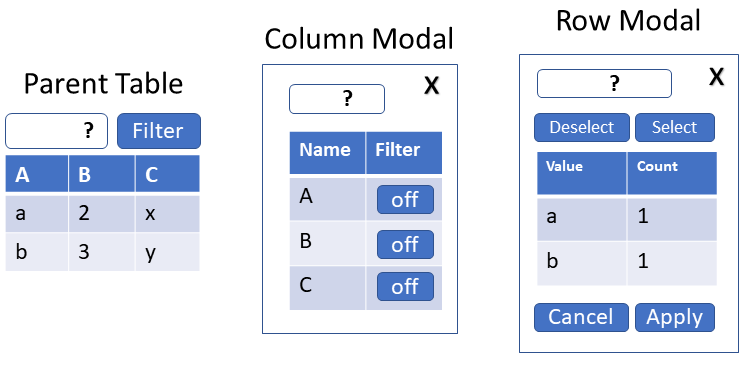 Parent Table
? Filter
A B C
a 2 x
b 3 y
Column Modal
? X
Name Filter
A off
B off
C off
Row Modal
? X
Deselect Select
Value Count
a 1
b 1
Cancel Apply